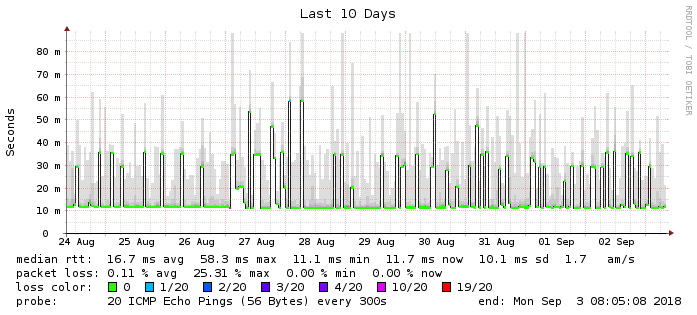 Last 10 Days
RRDTOOL / TOBI OETIKER
Seconds
80 m
70 m
60 m
50 m
40 m
30 m
20 m
10 m
0
24 Aug 25 Aug 26 Aug 27 Aug 28 Aug 29 Aug 30 Aug 31 Aug 01 Sep 02 Sep
median rtt: 16.7 ms avg 58.3 ms max 11.1 ms min 11.7 ms now 10.1 ms sd 1.7 am/s
packet loss: 0.11 % avg 25.31 % max 0.00 % min 0.00 % now
loss color: 0 1/20 2/20 3/20 4/20 10/20 19/20
probe: 20 ICMP Echo Pings (56 Bytes) every 300s end: Mon Sep 3 08:05:08 2018